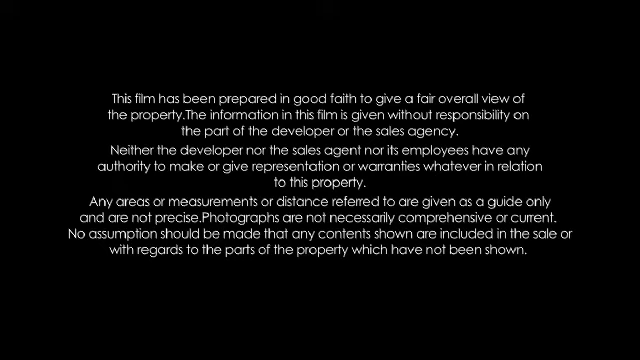 This film has been prepared in good faith to give a fair overall view of
the property.The information in this film is given without responsibility on
the part of the developer or the sales agency.
Neither the developer nor the sales agent nor its employees have any
authority to make or give representation or warranties whatever in relation
to this property.
Any areas or measurements or distance referred to are given as a guide only
and are not precise.Photographs are not necessarily comprehensive or current.
No assumption should be made that any contents shown are included in the sale or
with regards to the parts of the property which have not been shown.